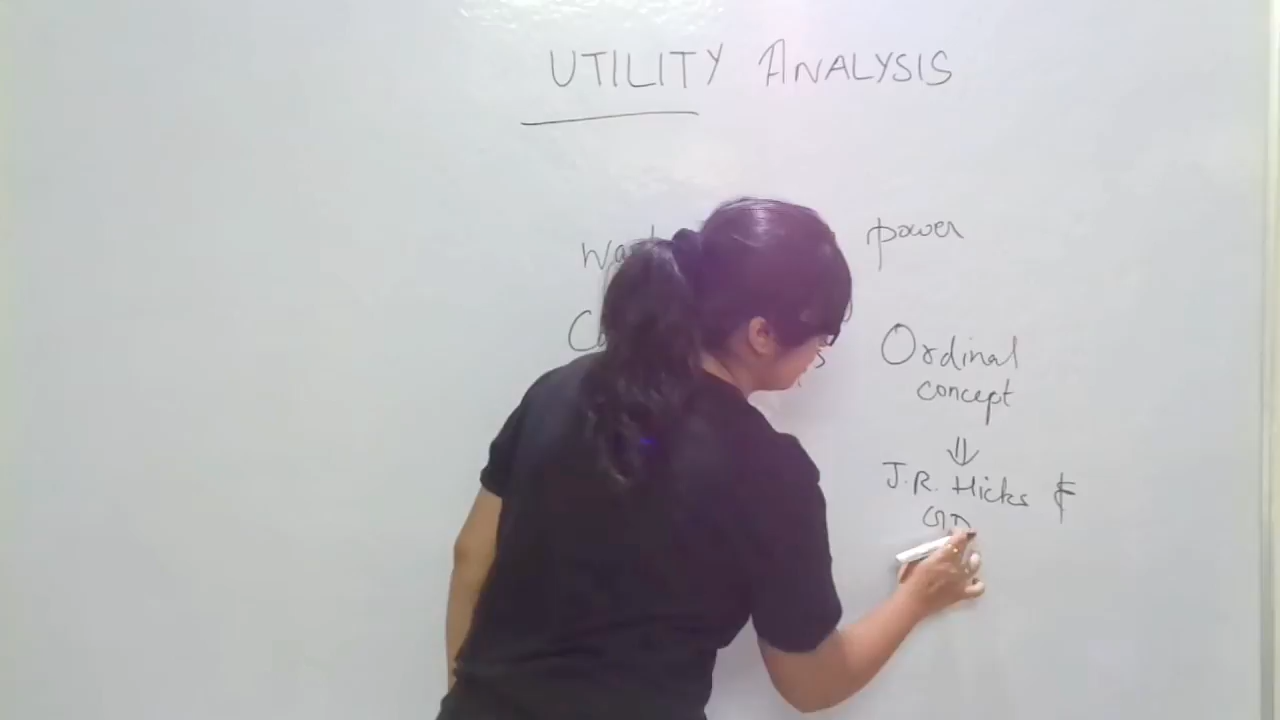 UTILITY ANALYSIS
power
Ordinal
concept
⇓
J.R. Hicks &